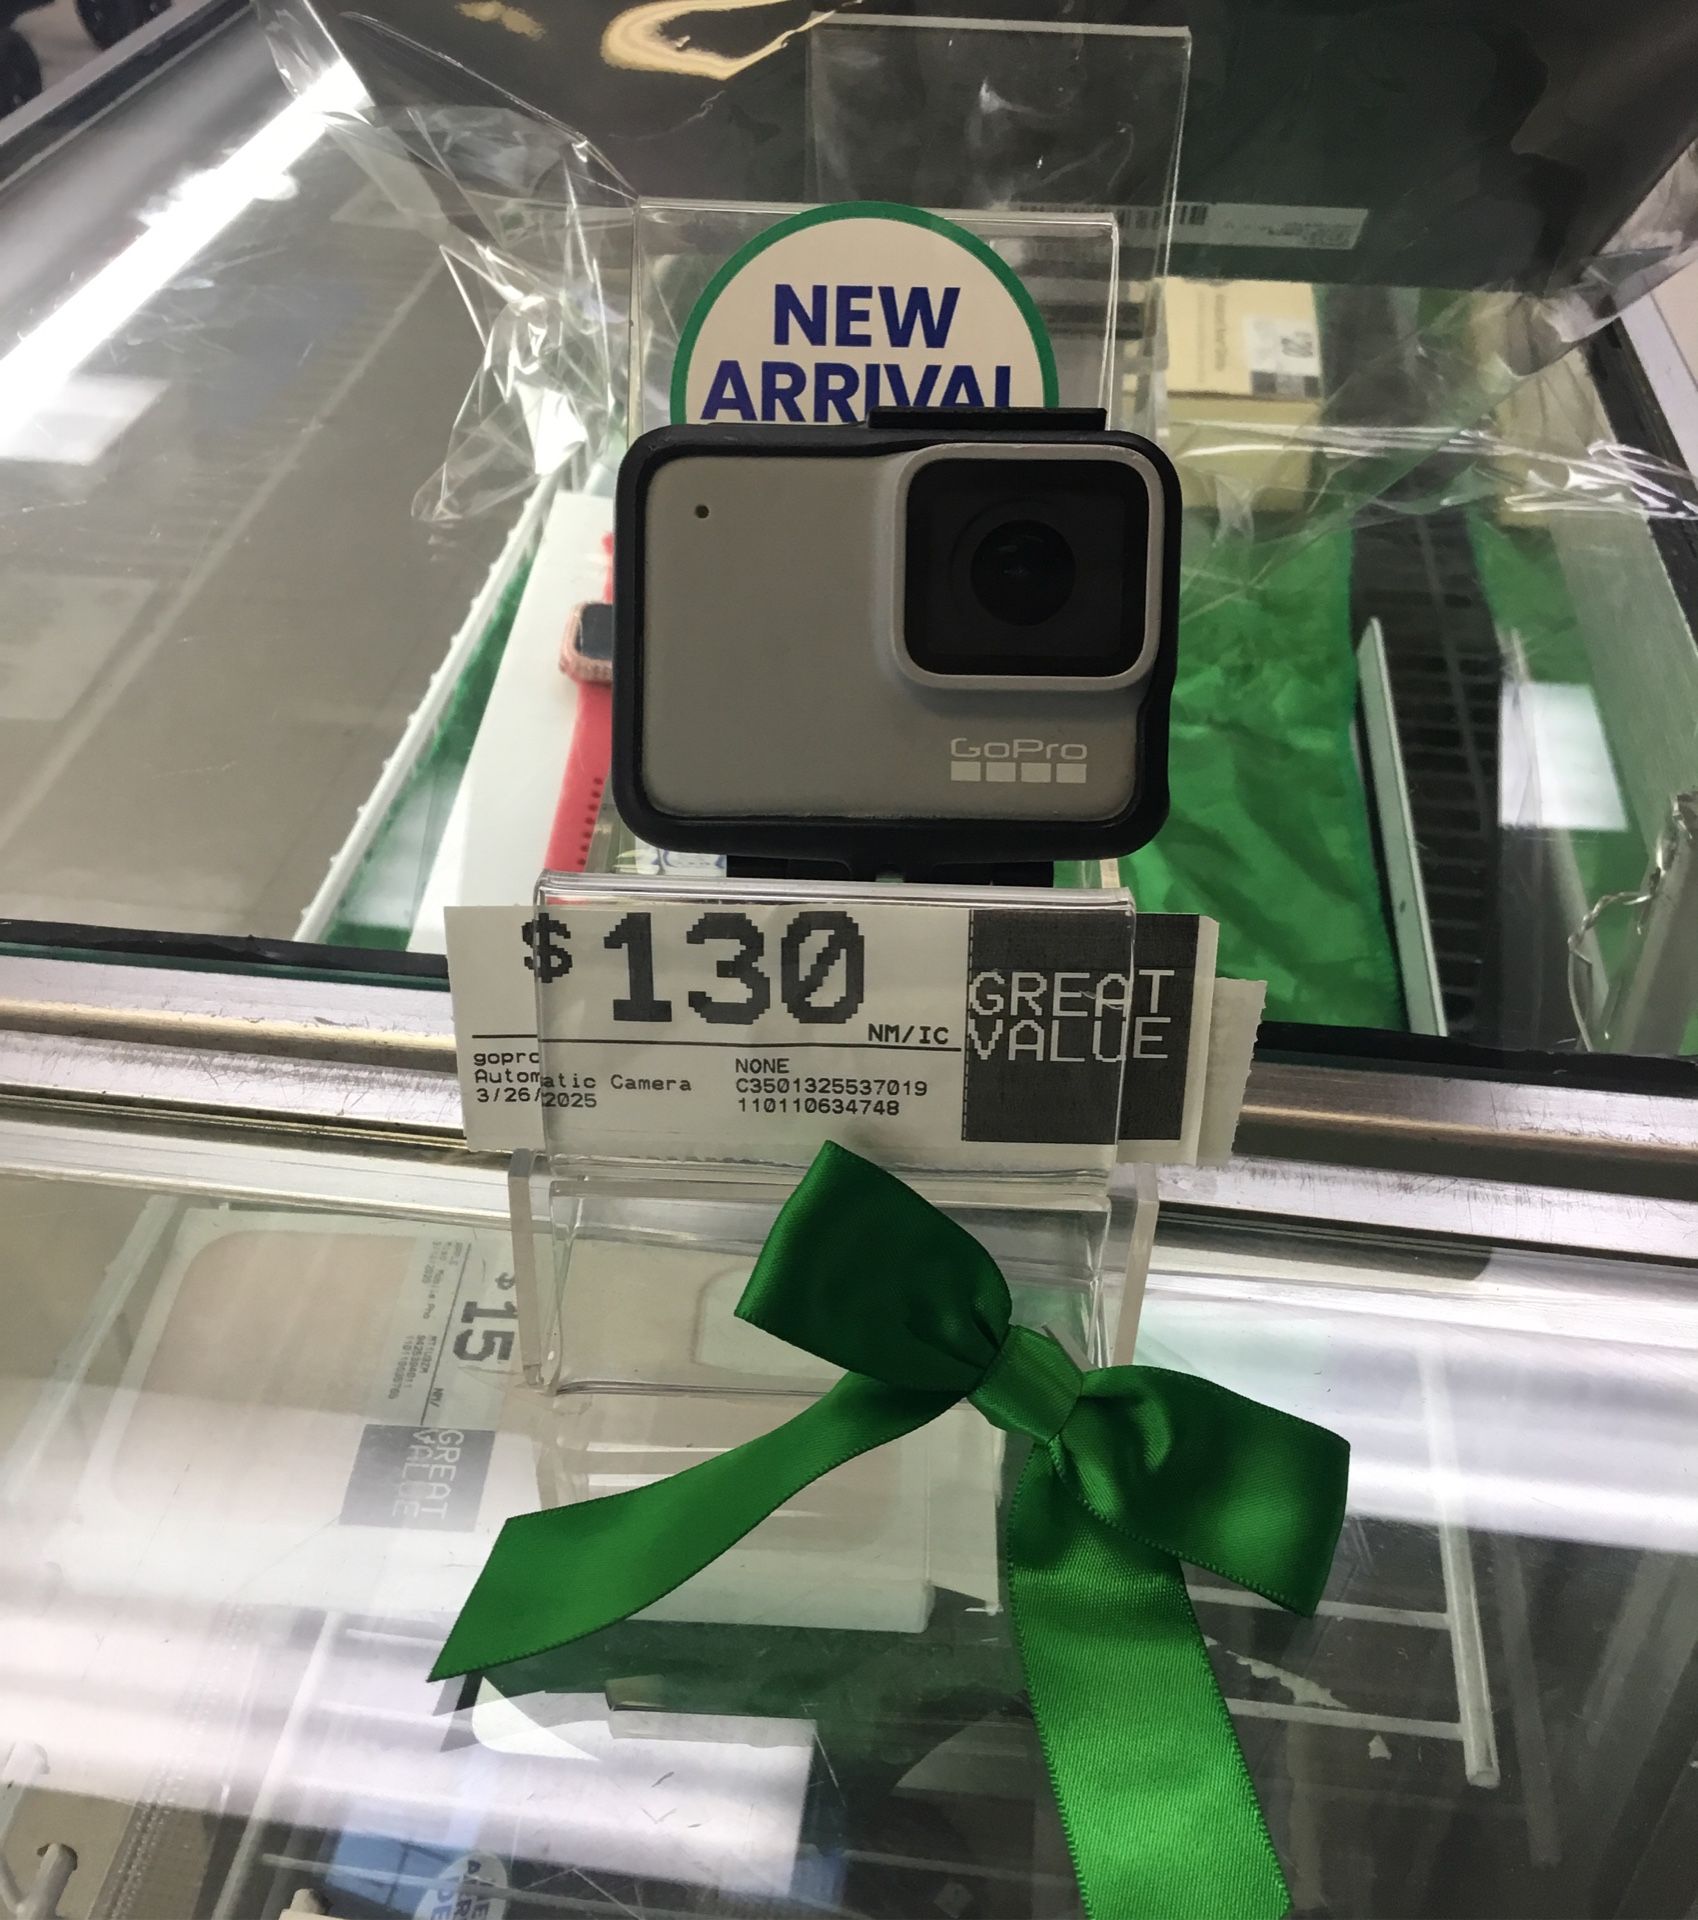 NEW
ARRIVAL
GoPro
$130
NM/IC
GREAT
VALUE
gopro
Automatic Camera
3/26/2025
NONE
C3501325537019
110110634748
$15
NM/
GREAT
VALUE